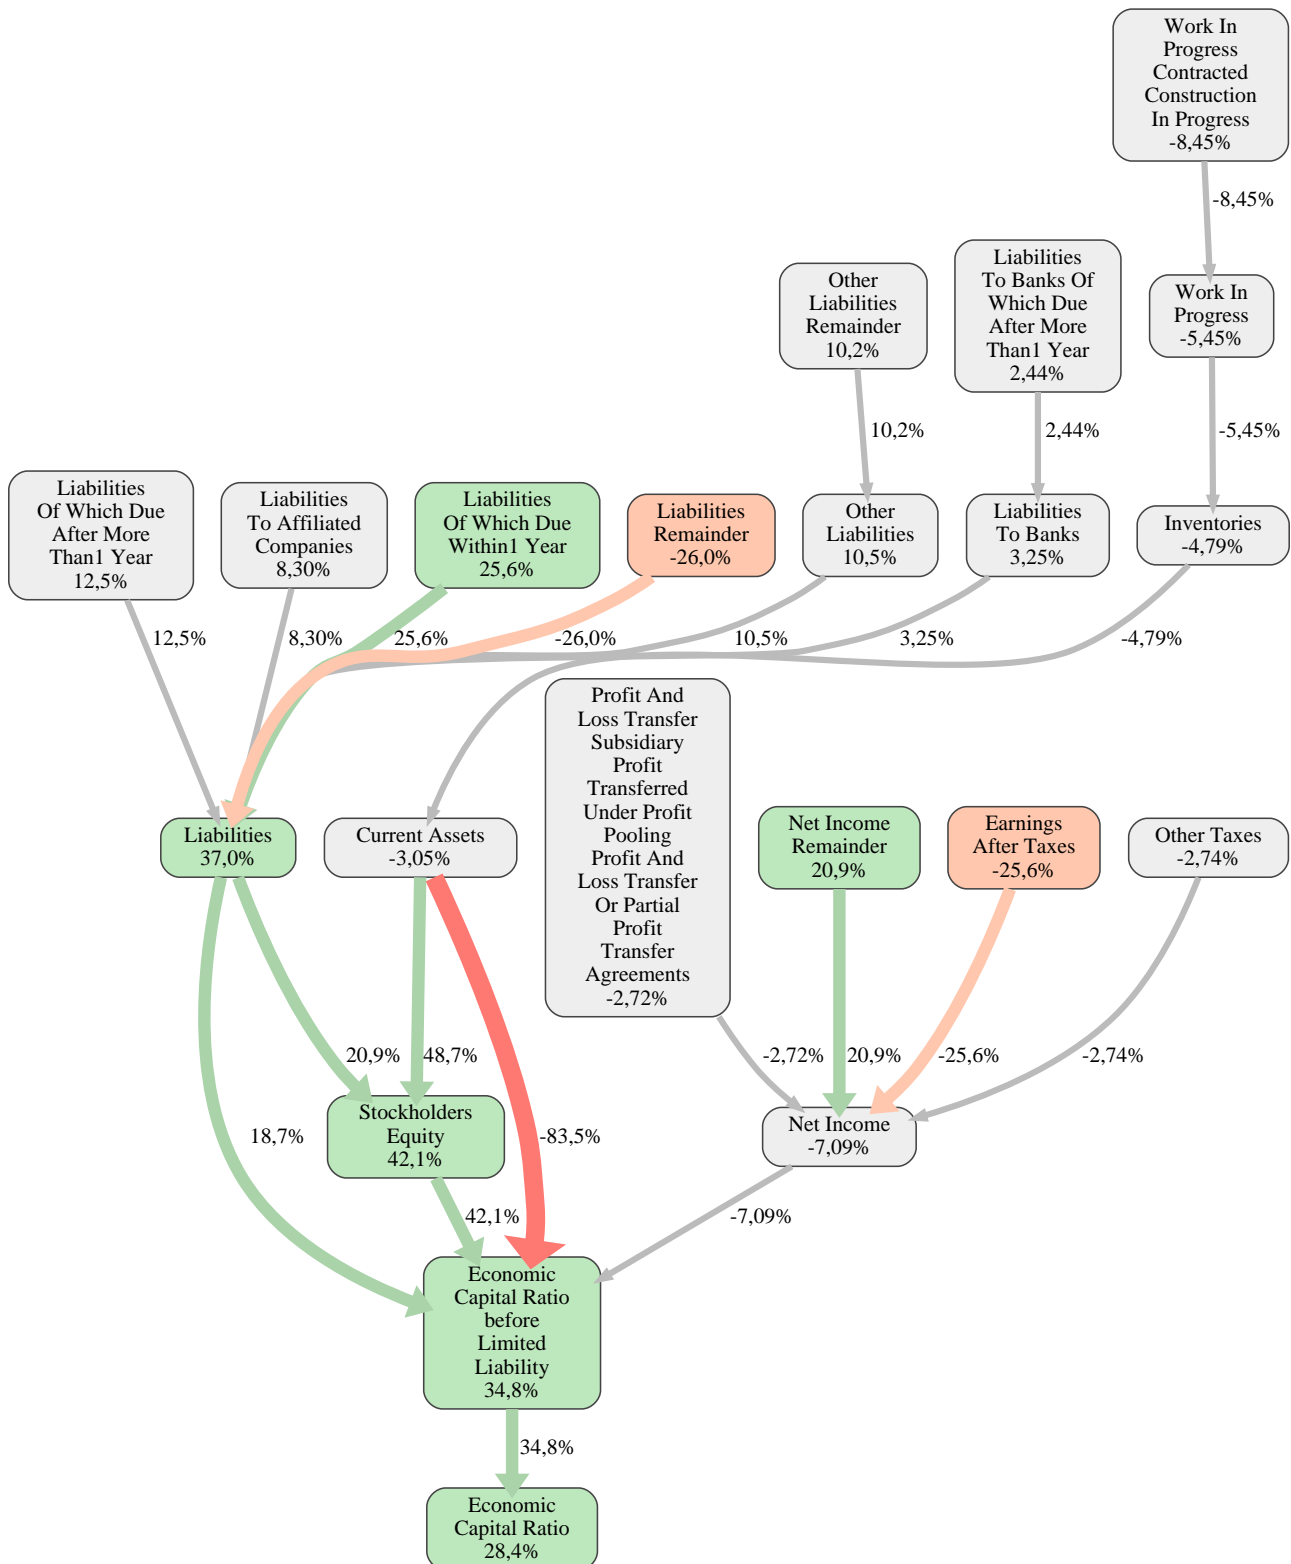 Work In
Progress
Contracted
Construction
In Progress
-8,45%
-8,45%
Other
Liabilities
Remainder
10,2%
Liabilities
To Banks Of
Which Due
After More
Than1 Year
2,44%
Work In
Progress
-5,45%
10,2%
2,44%
-5,45%
Liabilities
Of Which Due
After More
Than1 Year
12,5%
Liabilities
To Affiliated
Companies
8,30%
Liabilities
Of Which Due
Within1 Year
25,6%
Liabilities
Remainder
-26,0%
Other
Liabilities
10,5%
Liabilities
To Banks
3,25%
Inventories
-4,79%
12,5%
8,30%
25,6%
-26,0%
10,5%
3,25%
-4,79%
Profit And
Loss Transfer
Subsidiary
Profit
Transferred
Under Profit
Pooling
Profit And
Loss Transfer
Or Partial
Profit
Transfer
Agreements
-2,72%
Liabilities
37,0%
Current Assets
-3,05%
Net Income
Remainder
20,9%
Earnings
After Taxes
-25,6%
Other Taxes
-2,74%
20,9%
48,7%
-2,72%
20,9%
-25,6%
-2,74%
Stockholders
Equity
42,1%
18,7%
-83,5%
Net Income
-7,09%
42,1%
-7,09%
Economic
Capital Ratio
before
Limited
Liability
34,8%
34,8%
Economic
Capital Ratio
28,4%